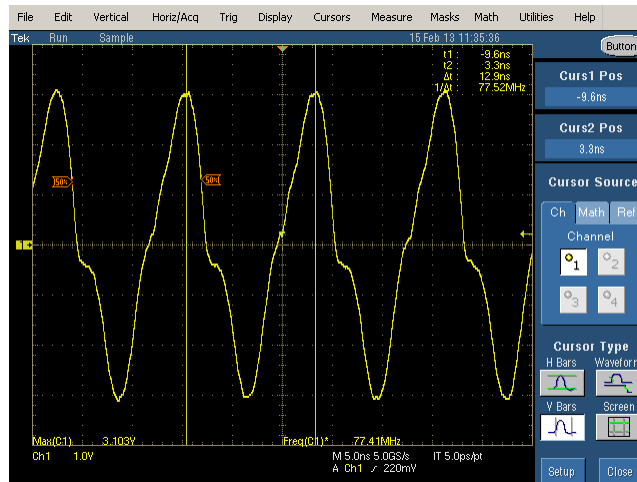 File Edit Vertical Horiz/Acq Trig Display Cursors Measure Masks Math Utilities Help
Tek Run Sample 15 Feb 13 11:35:36
Button
t1 : -9.6ns
t2 : 3.3ns
Δt : 12.9ns
1/Δt : 77.52MHz
Curs1 Pos
-9.6ns
Curs2 Pos
3.3ns
50% 50%
Cursor Source
Ch Math Ref
Channel
1 2
3 4
1
Cursor Type
H Bars Waveform
V Bars Screen
Max(C1) 3.103V Freq(C1)* 77.41MHz
Ch1 1.0V M 5.0ns 5.0GS/s IT 5.0ps/pt
A Ch1 220mV
Setup Close